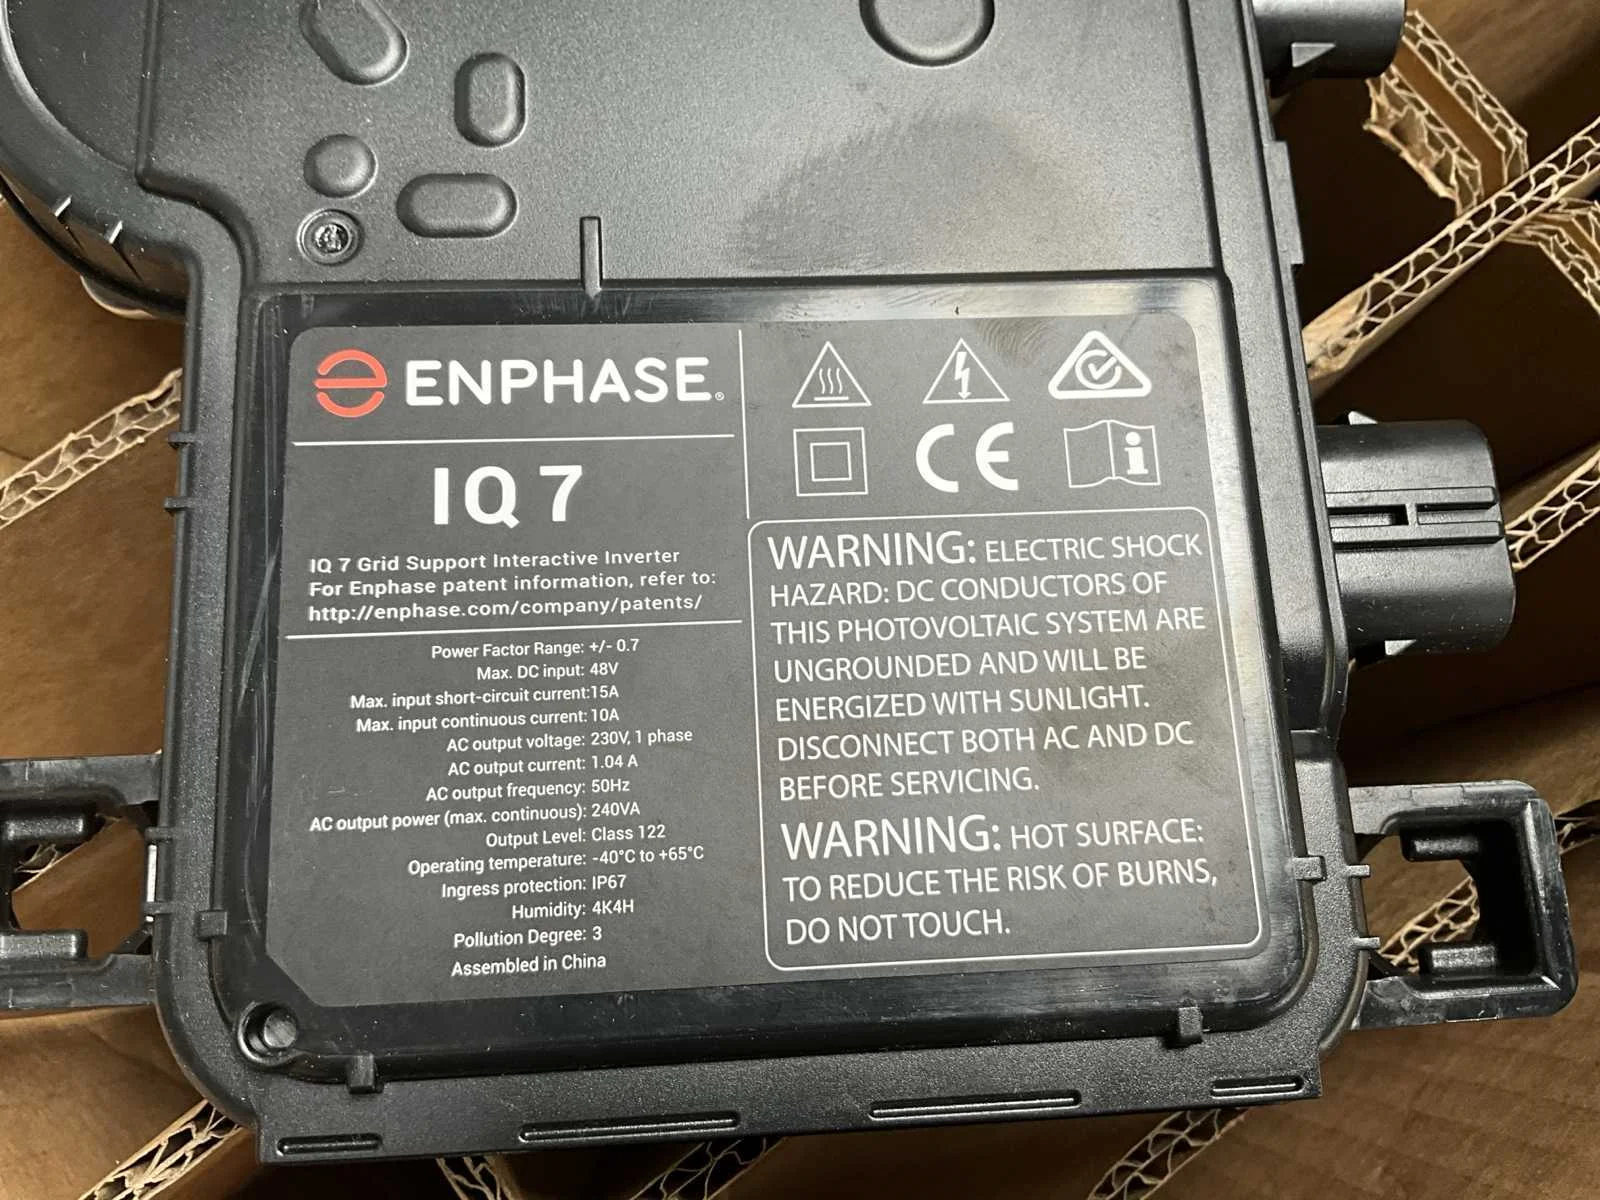 ENPHASE®
IQ 7
IQ 7 Grid Support Interactive Inverter
For Enphase patent information, refer to:
http://enphase.com/company/patents/
Power Factor Range: +/- 0.7
Max. DC input: 48V
Max. input short-circuit current:15A
Max. input continuous current: 10A
AC output voltage: 230V, 1 phase
AC output current: 1.04 A
AC output frequency: 50Hz
AC output power (max. continuous): 240VA
Output Level: Class 122
Operating temperature: -40°C to +65°C
Ingress protection: IP67
Humidity: 4K4H
Pollution Degree: 3
Assembled in China
CE
i
WARNING: ELECTRIC SHOCK
HAZARD: DC CONDUCTORS OF
THIS PHOTOVOLTAIC SYSTEM ARE
UNGROUNDED AND WILL BE
ENERGIZED WITH SUNLIGHT.
DISCONNECT BOTH AC AND DC
BEFORE SERVICING.
WARNING: HOT SURFACE:
TO REDUCE THE RISK OF BURNS,
DO NOT TOUCH.